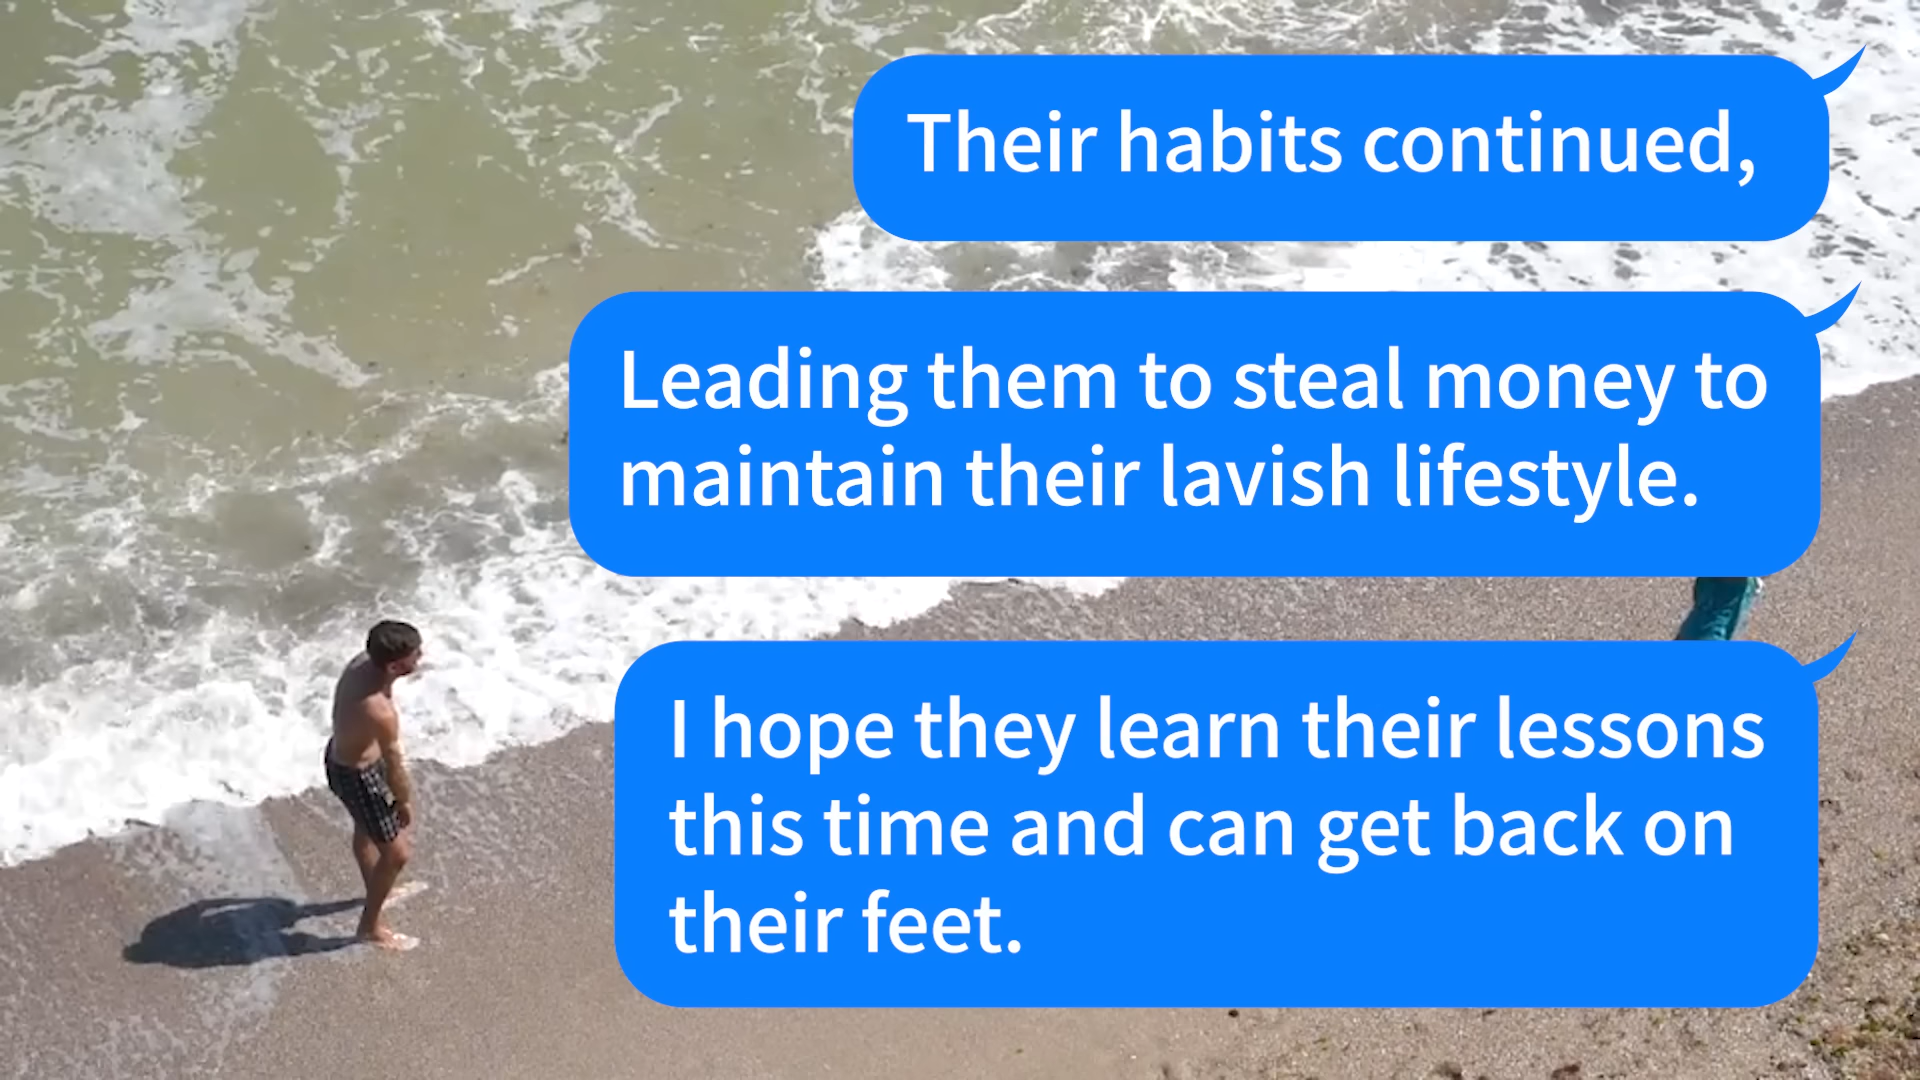 Their habits continued,
Leading them to steal money to
maintain their lavish lifestyle.
I hope they learn their lessons
this time and can get back on
their feet.